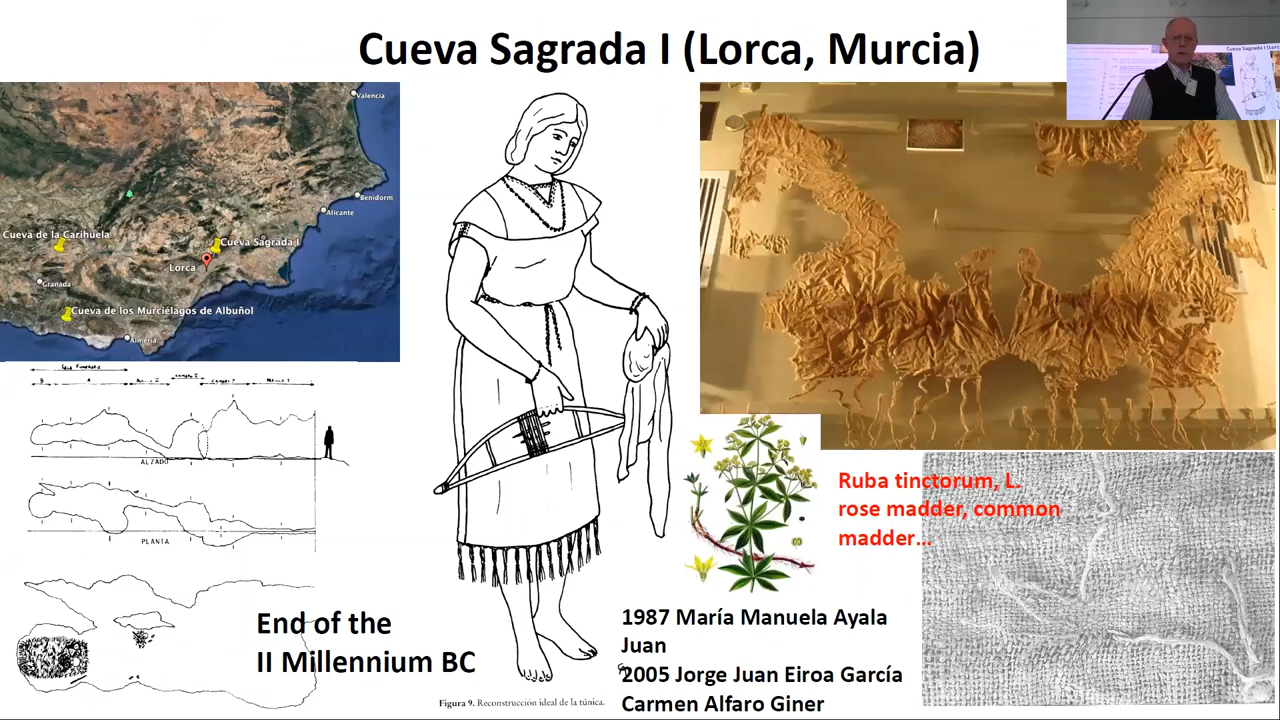 Cueva Sagrada I (Lorca, Murcia)
Valencia
Benidorm
Alicante
Cueva de la Carihuela
Cueva Sagrada I
Lorca
Granada
Cueva de los Murciélagos de Albuñol
Almería
ALZADO
PLANTA
Ruba tinctorum, L.
rose madder, common
madder...
End of the
II Millennium BC
1987 María Manuela Ayala
Juan
2005 Jorge Juan Eiroa García
Carmen Alfaro Giner
Figura 9. Reconstrucción ideal de la túnica.